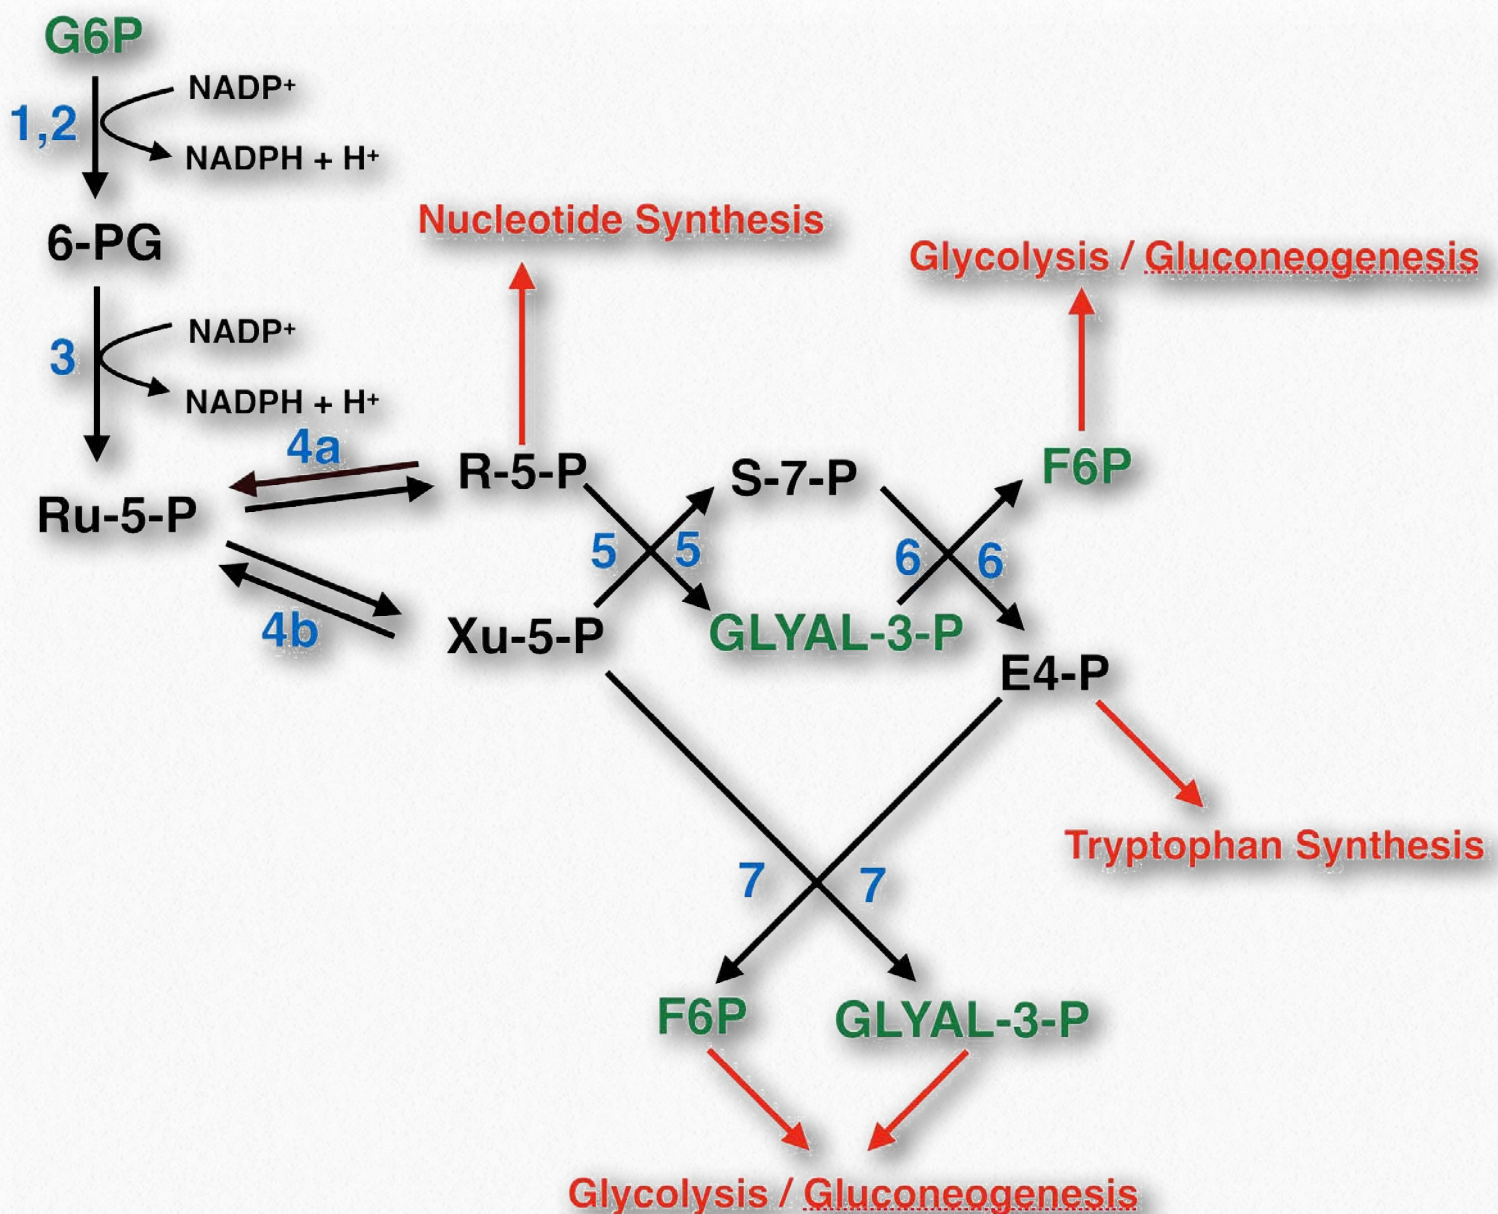 G6P
NADP+
1,2
NADPH + H+
6-PG
Nucleotide Synthesis
Glycolysis / Gluconeogenesis
NADP+
3
NADPH + H+
4a
R-5-P
S-7-P
F6P
Ru-5-P
5
5
6
6
4b
Xu-5-P
GLYAL-3-P
E4-P
Tryptophan Synthesis
7
7
F6P
GLYAL-3-P
Glycolysis / Gluconeogenesis